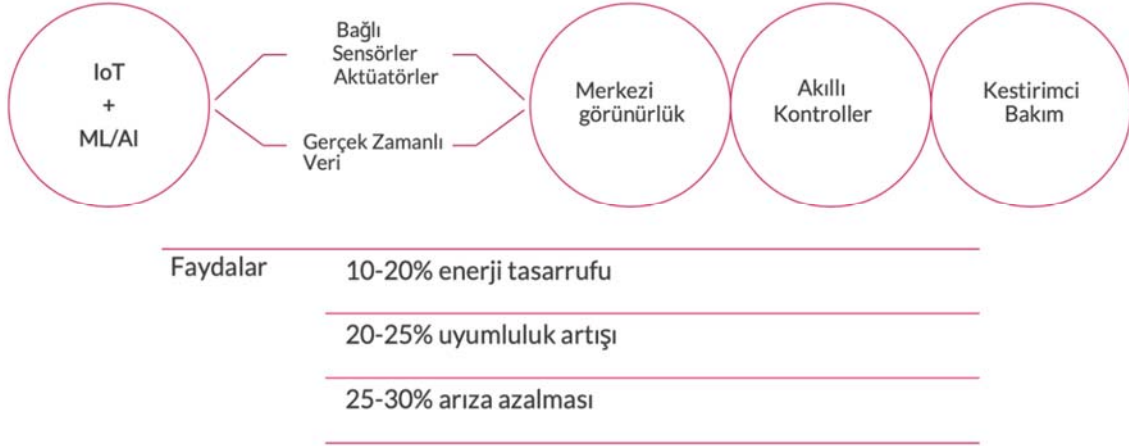 IoT
+
ML/AI
Bağlı
Sensörler
Aktüatörler
Gerçek Zamanlı
Veri
Merkezi
görünürlük
Akıllı
Kontroller
Kestirimci
Bakım
Faydalar
10-20% enerji tasarrufu
20-25% uyumluluk artışı
25-30% arıza azalması